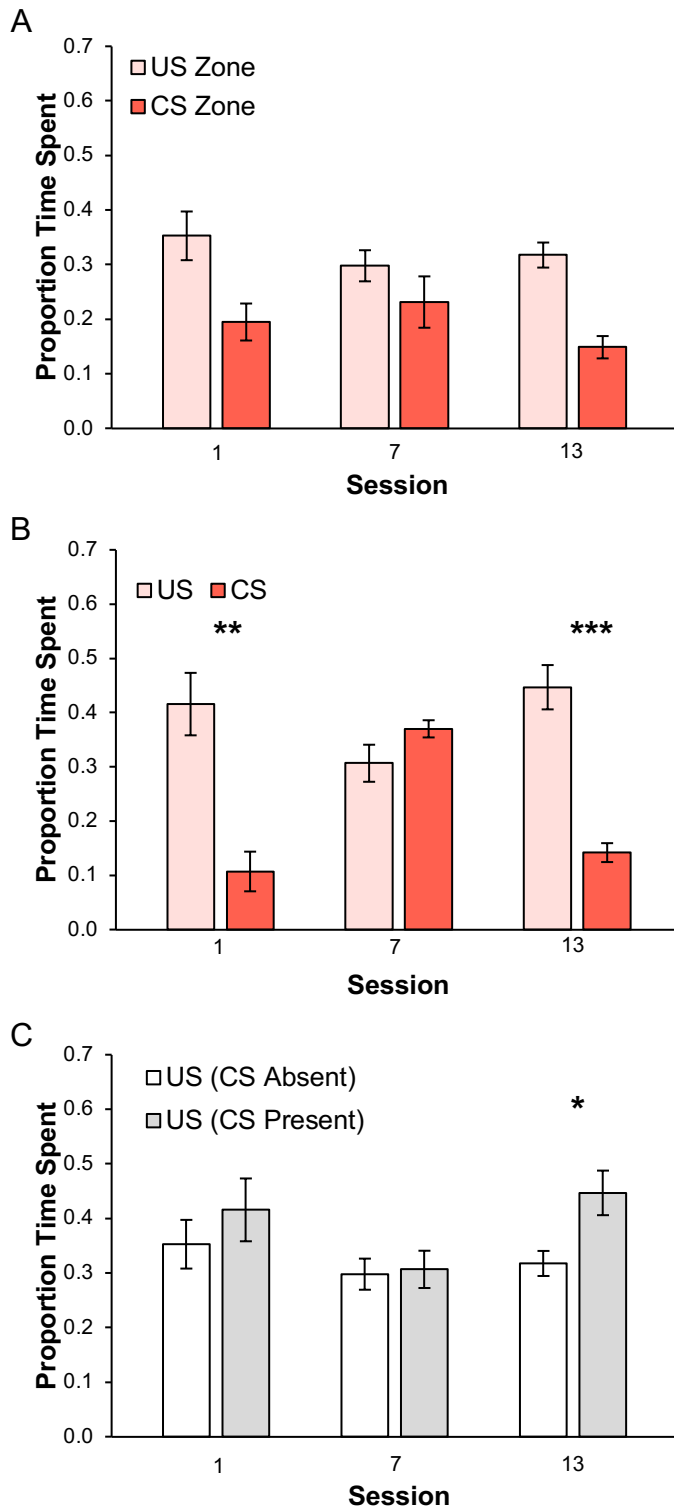 A
0.7
0.6
0.5
0.4
0.3
0.2
0.1
0.0
Proportion Time Spent
US Zone
CS Zone
1 7 13
Session
B
0.7
0.6
0.5
0.4
0.3
0.2
0.1
0.0
Proportion Time Spent
US CS
** ***
1 7 13
Session
C
0.7
0.6
0.5
0.4
0.3
0.2
0.1
0.0
Proportion Time Spent
US (CS Absent)
US (CS Present)
*
1 7 13
Session